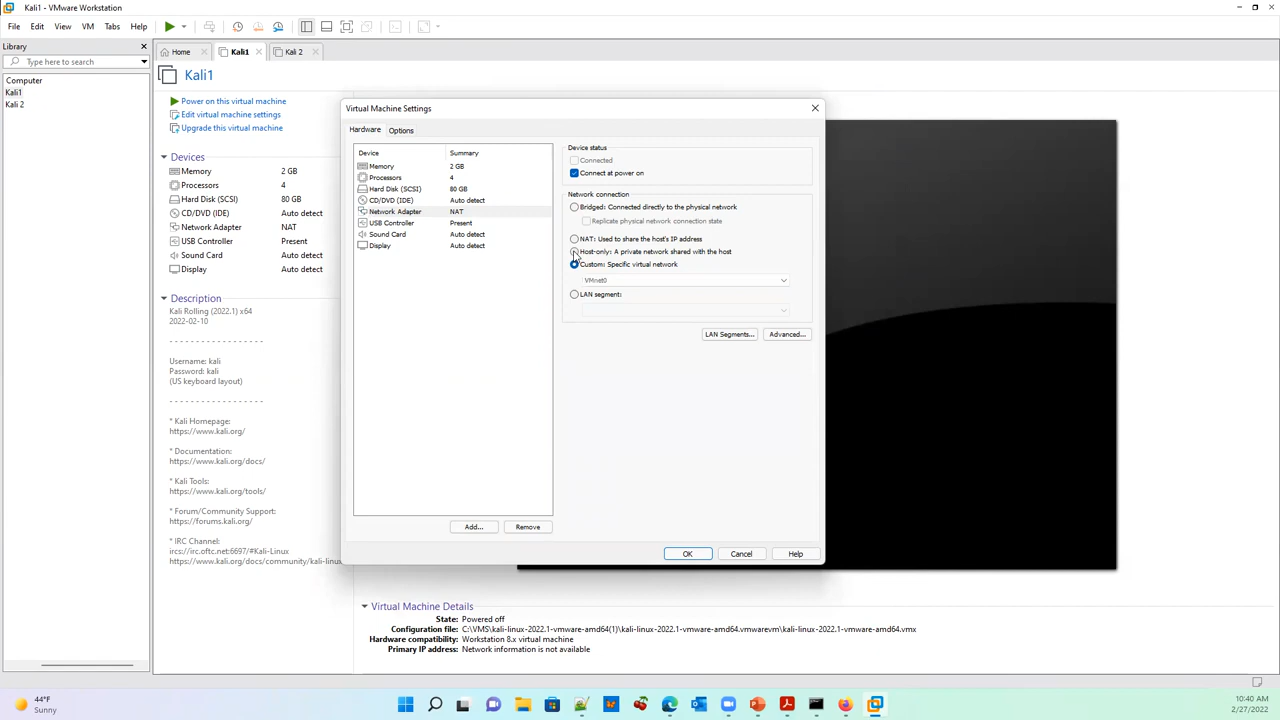 Kali1 - VMware Workstation
File Edit View VM Tabs Help
Library
Type here to search
Computer
Kali1
Kali 2
Home
Kali1
Kali 2
Kali1
Power on this virtual machine
Edit virtual machine settings
Upgrade this virtual machine
Devices
Memory 2 GB
Processors 4
Hard Disk (SCSI) 80 GB
CD/DVD (IDE) Auto detect
Network Adapter NAT
USB Controller Present
Sound Card Auto detect
Display Auto detect
Description
Kali Rolling (2022.1) x64
2022-02-10
- - - - - - - - - - - - - - - - - -
Username: kali
Password: kali
(US keyboard layout)
- - - - - - - - - - - - - - - - - -
* Kali Homepage:
https://www.kali.org/
* Documentation:
https://www.kali.org/docs/
* Kali Tools:
https://www.kali.org/tools/
* Forum/Community Support:
https://forums.kali.org/
* IRC Channel:
ircs://irc.oftc.net:6697/#Kali-Linux
https://www.kali.org/docs/community/kali-linux
Virtual Machine Settings
Hardware Options
Device Summary
Memory 2 GB
Processors 4
Hard Disk (SCSI) 80 GB
CD/DVD (IDE) Auto detect
Network Adapter NAT
USB Controller Present
Sound Card Auto detect
Display Auto detect
Add... Remove
Device status
Connected
Connect at power on
Network connection
Bridged: Connected directly to the physical network
Replicate physical network connection state
NAT: Used to share the host's IP address
Host-only: A private network shared with the host
Custom: Specific virtual network
VMnet0
LAN segment:
LAN Segments... Advanced...
OK Cancel Help
Virtual Machine Details
State: Powered off
Configuration file: C:\VMS\kali-linux-2022.1-vmware-amd64(1)\kali-linux-2022.1-vmware-amd64.vmwarevm\kali-linux-2022.1-vmware-amd64.vmx
Hardware compatibility: Workstation 8.x virtual machine
Primary IP address: Network information is not available
44°F
Sunny
10:40 AM
2/27/2022